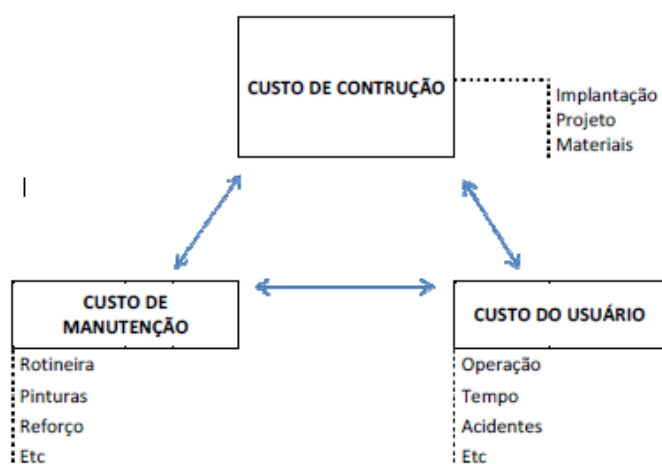 CUSTO DE CONTRUÇÃO
Implantação
Projeto
Materiais
CUSTO DE
MANUTENÇÃO
Rotineira
Pinturas
Reforço
Etc
CUSTO DO USUÁRIO
Operação
Tempo
Acidentes
Etc